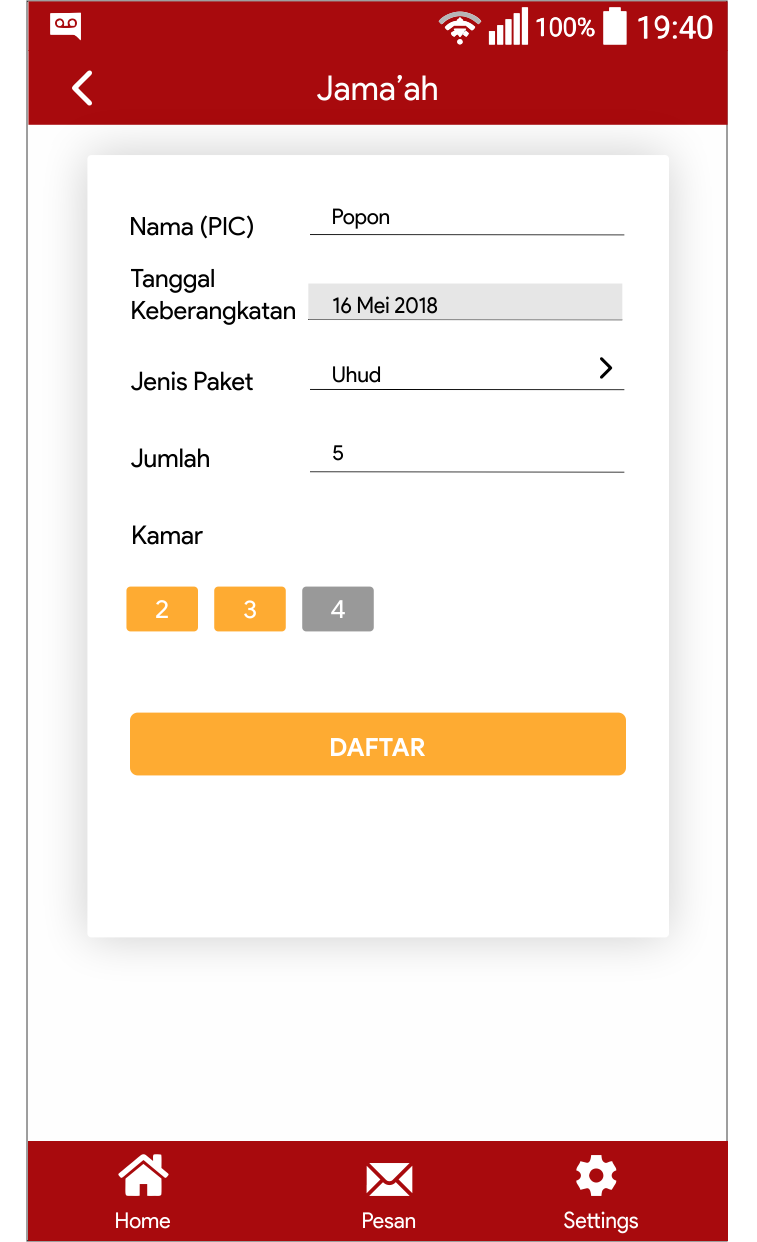 100% 19:40
Jama’ah
Nama (PIC) Popon
Tanggal
Keberangkatan 16 Mei 2018
Jenis Paket Uhud
Jumlah 5
Kamar
2 3 4
DAFTAR
Home Pesan Settings